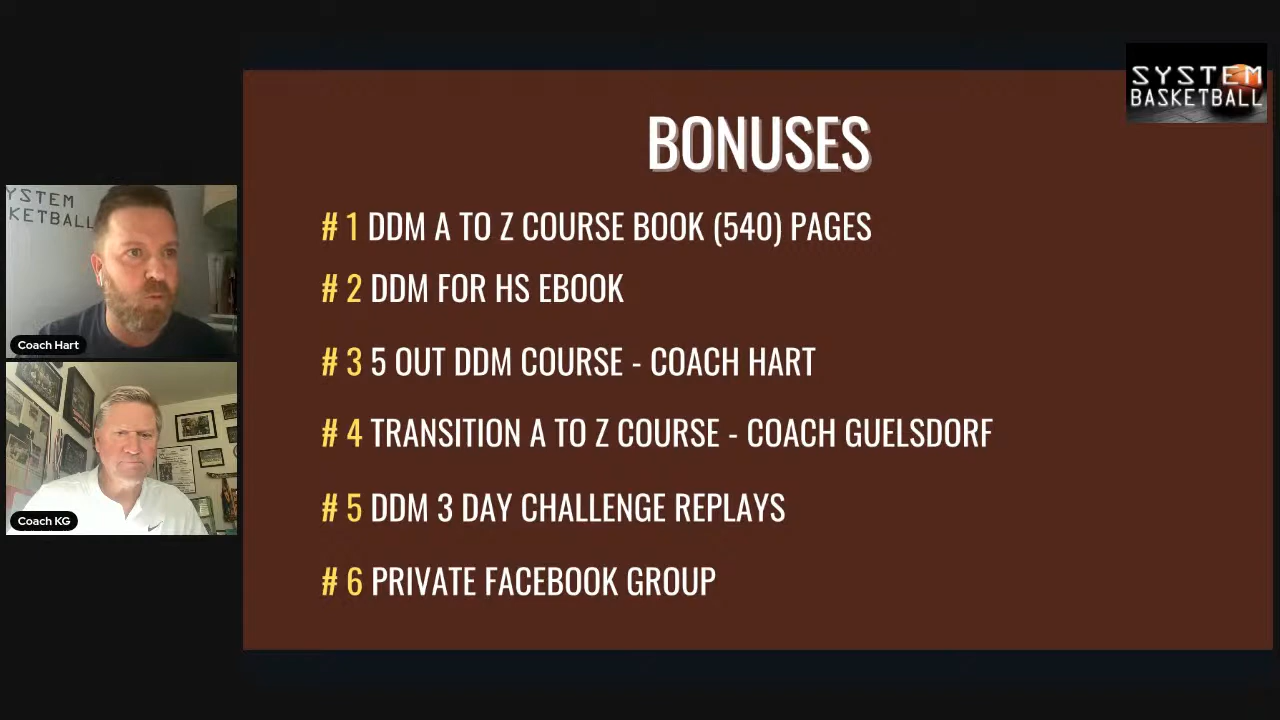 SYSTEM
BASKETBALL
BONUSES
# 1 DDM A TO Z COURSE BOOK (540) PAGES
# 2 DDM FOR HS EBOOK
# 3 5 OUT DDM COURSE - COACH HART
# 4 TRANSITION A TO Z COURSE - COACH GUELSDORF
# 5 DDM 3 DAY CHALLENGE REPLAYS
# 6 PRIVATE FACEBOOK GROUP
YSTEM
KETBALL
Coach Hart
Coach KG